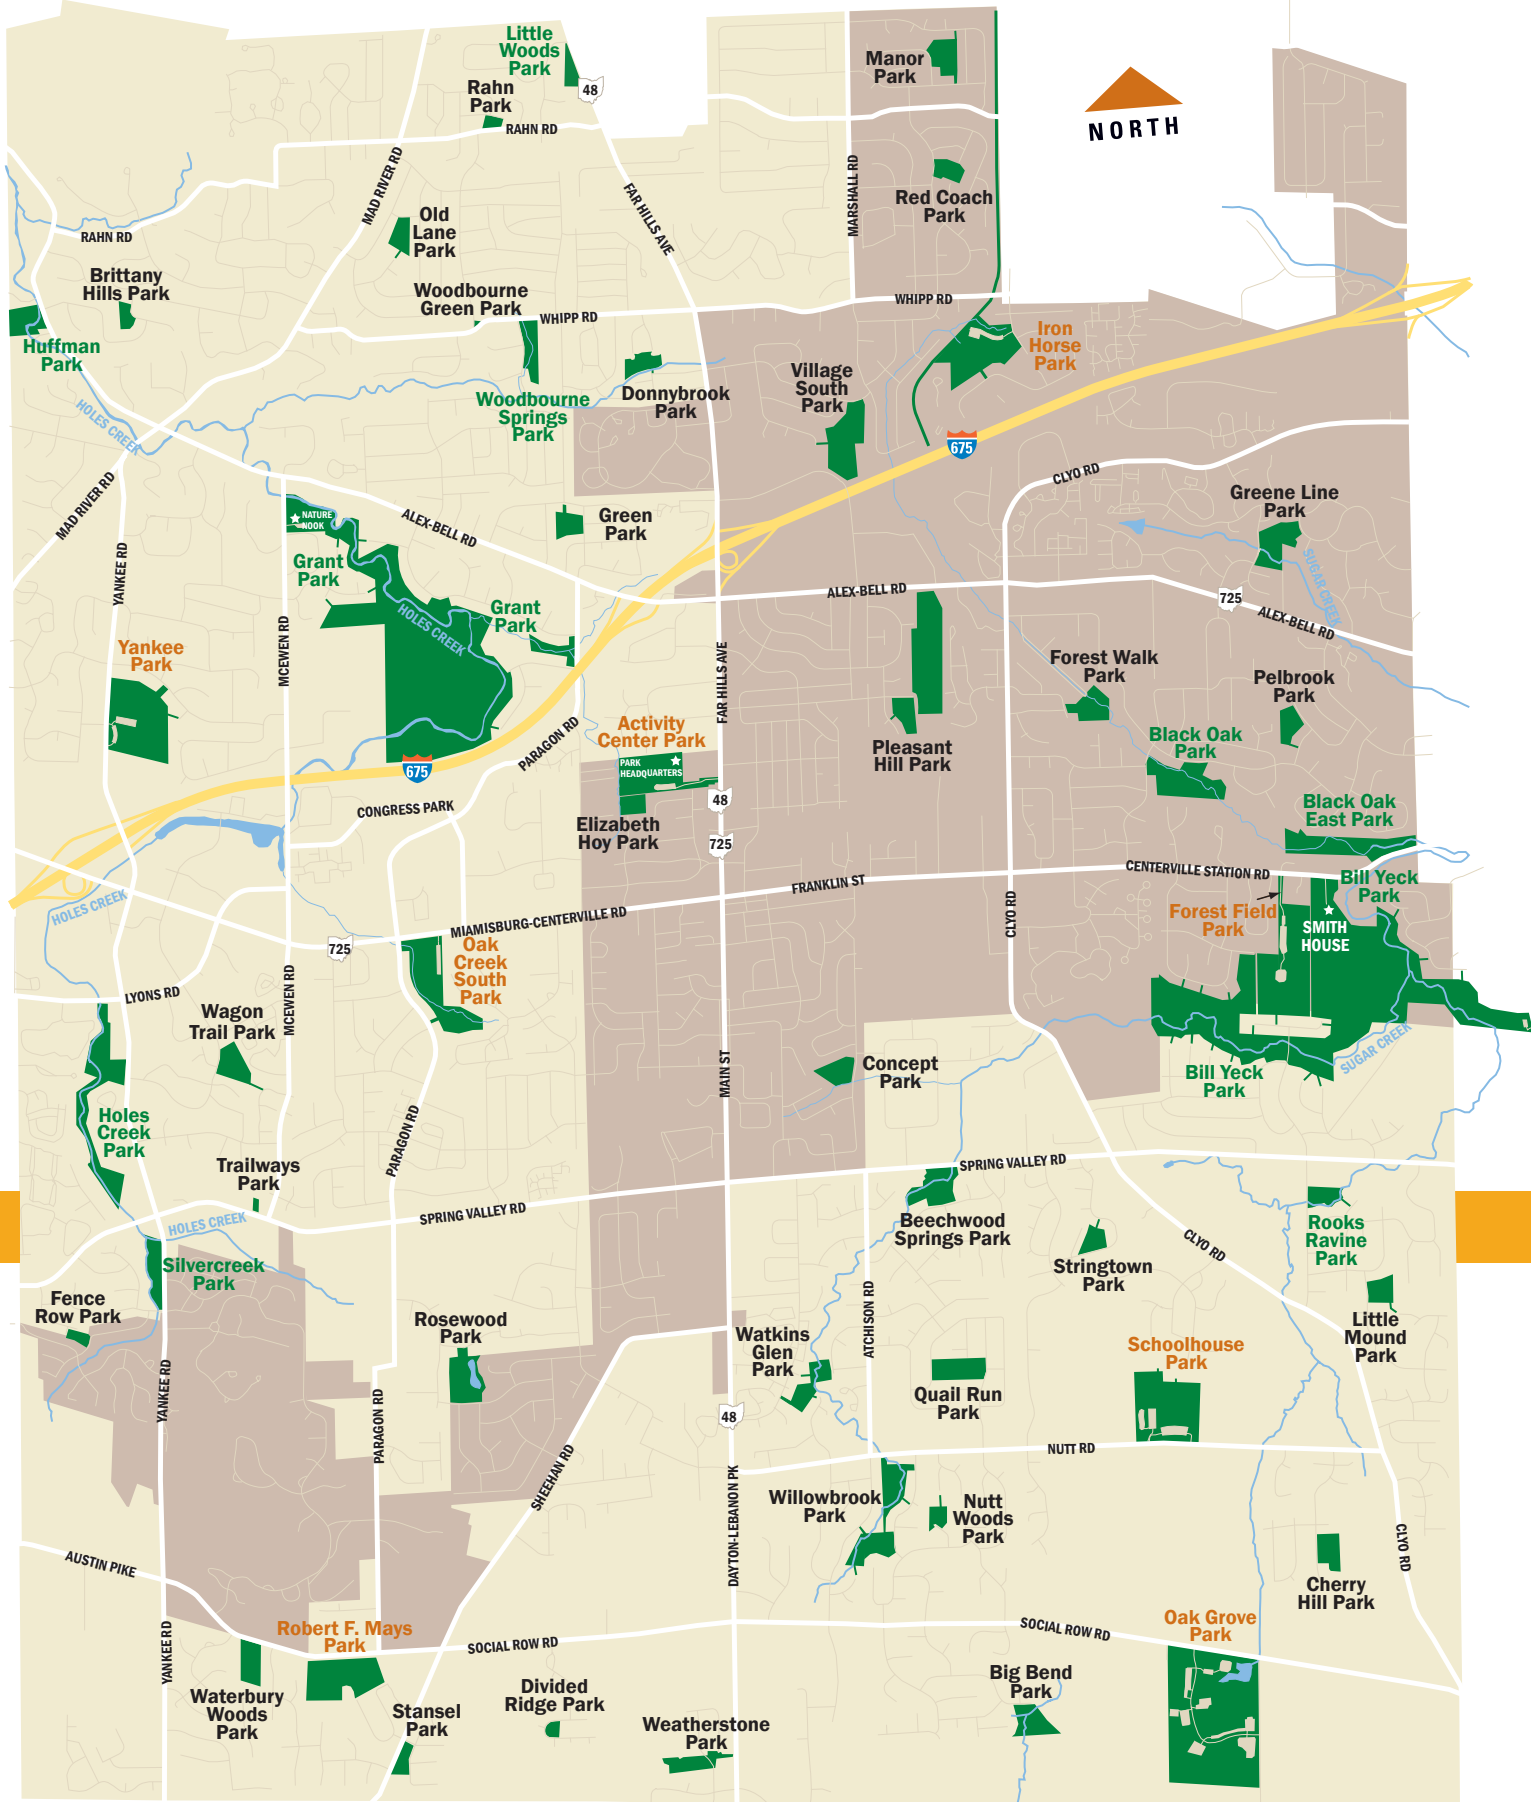 Little
Woods
Park
48
Rahn
Park
RAHN RD
Manor
Park
NORTH
MAD RIVER RD
FAR HILLS AVE
MARSHALL RD
Red Coach
Park
Old
Lane
Park
RAHN RD
Brittany
Hills Park
Woodbourne
Green Park
WHIPP RD
WHIPP RD
Huffman
Park
Iron
Horse
Park
Village
South
Park
Donnybrook
Park
Woodbourne
Springs
Park
HOLES CREEK
675
CLYO RD
MAD RIVER RD
Greene Line
Park
NATURE
NOOK
ALEX-BELL RD
Green
Park
YANKEE RD
Grant
Park
SUGAR CREEK
ALEX-BELL RD
725
ALEX-BELL RD
Grant
Park
HOLES CREEK
MCEWEN RD
Yankee
Park
FAR HILLS AVE
Forest Walk
Park
Pelbrook
Park
Activity
Center Park
PARAGON RD
Pleasant
Hill Park
Black Oak
Park
PARK
HEADQUARTERS
675
48
CONGRESS PARK
Elizabeth
Hoy Park
725
Black Oak
East Park
CENTERVILLE STATION RD
FRANKLIN ST
Bill Yeck
Park
HOLES CREEK
MIAMISBURG-CENTERVILLE RD
CLYO RD
Forest Field
Park
SMITH
HOUSE
725
Oak
Creek
South
Park
LYONS RD
MCEWEN RD
Wagon
Trail Park
MAIN ST
Concept
Park
SUGAR CREEK
Bill Yeck
Park
Holes
Creek
Park
PARAGON RD
Trailways
Park
SPRING VALLEY RD
SPRING VALLEY RD
HOLES CREEK
Beechwood
Springs Park
Rooks
Ravine
Park
CLYO RD
Silvercreek
Park
Stringtown
Park
Fence
Row Park
Rosewood
Park
ATCHISON RD
Watkins
Glen
Park
Little
Mound
Park
Schoolhouse
Park
YANKEE RD
PARAGON RD
Quail Run
Park
48
NUTT RD
SHEEHAN RD
DAYTON-LEBANON PK
Willowbrook
Park
Nutt
Woods
Park
CLYO RD
AUSTIN PIKE
Cherry
Hill Park
Oak Grove
Park
Robert F. Mays
Park
SOCIAL ROW RD
SOCIAL ROW RD
YANKEE RD
Waterbury
Woods
Park
Stansel
Park
Divided
Ridge Park
Weatherstone
Park
Big Bend
Park